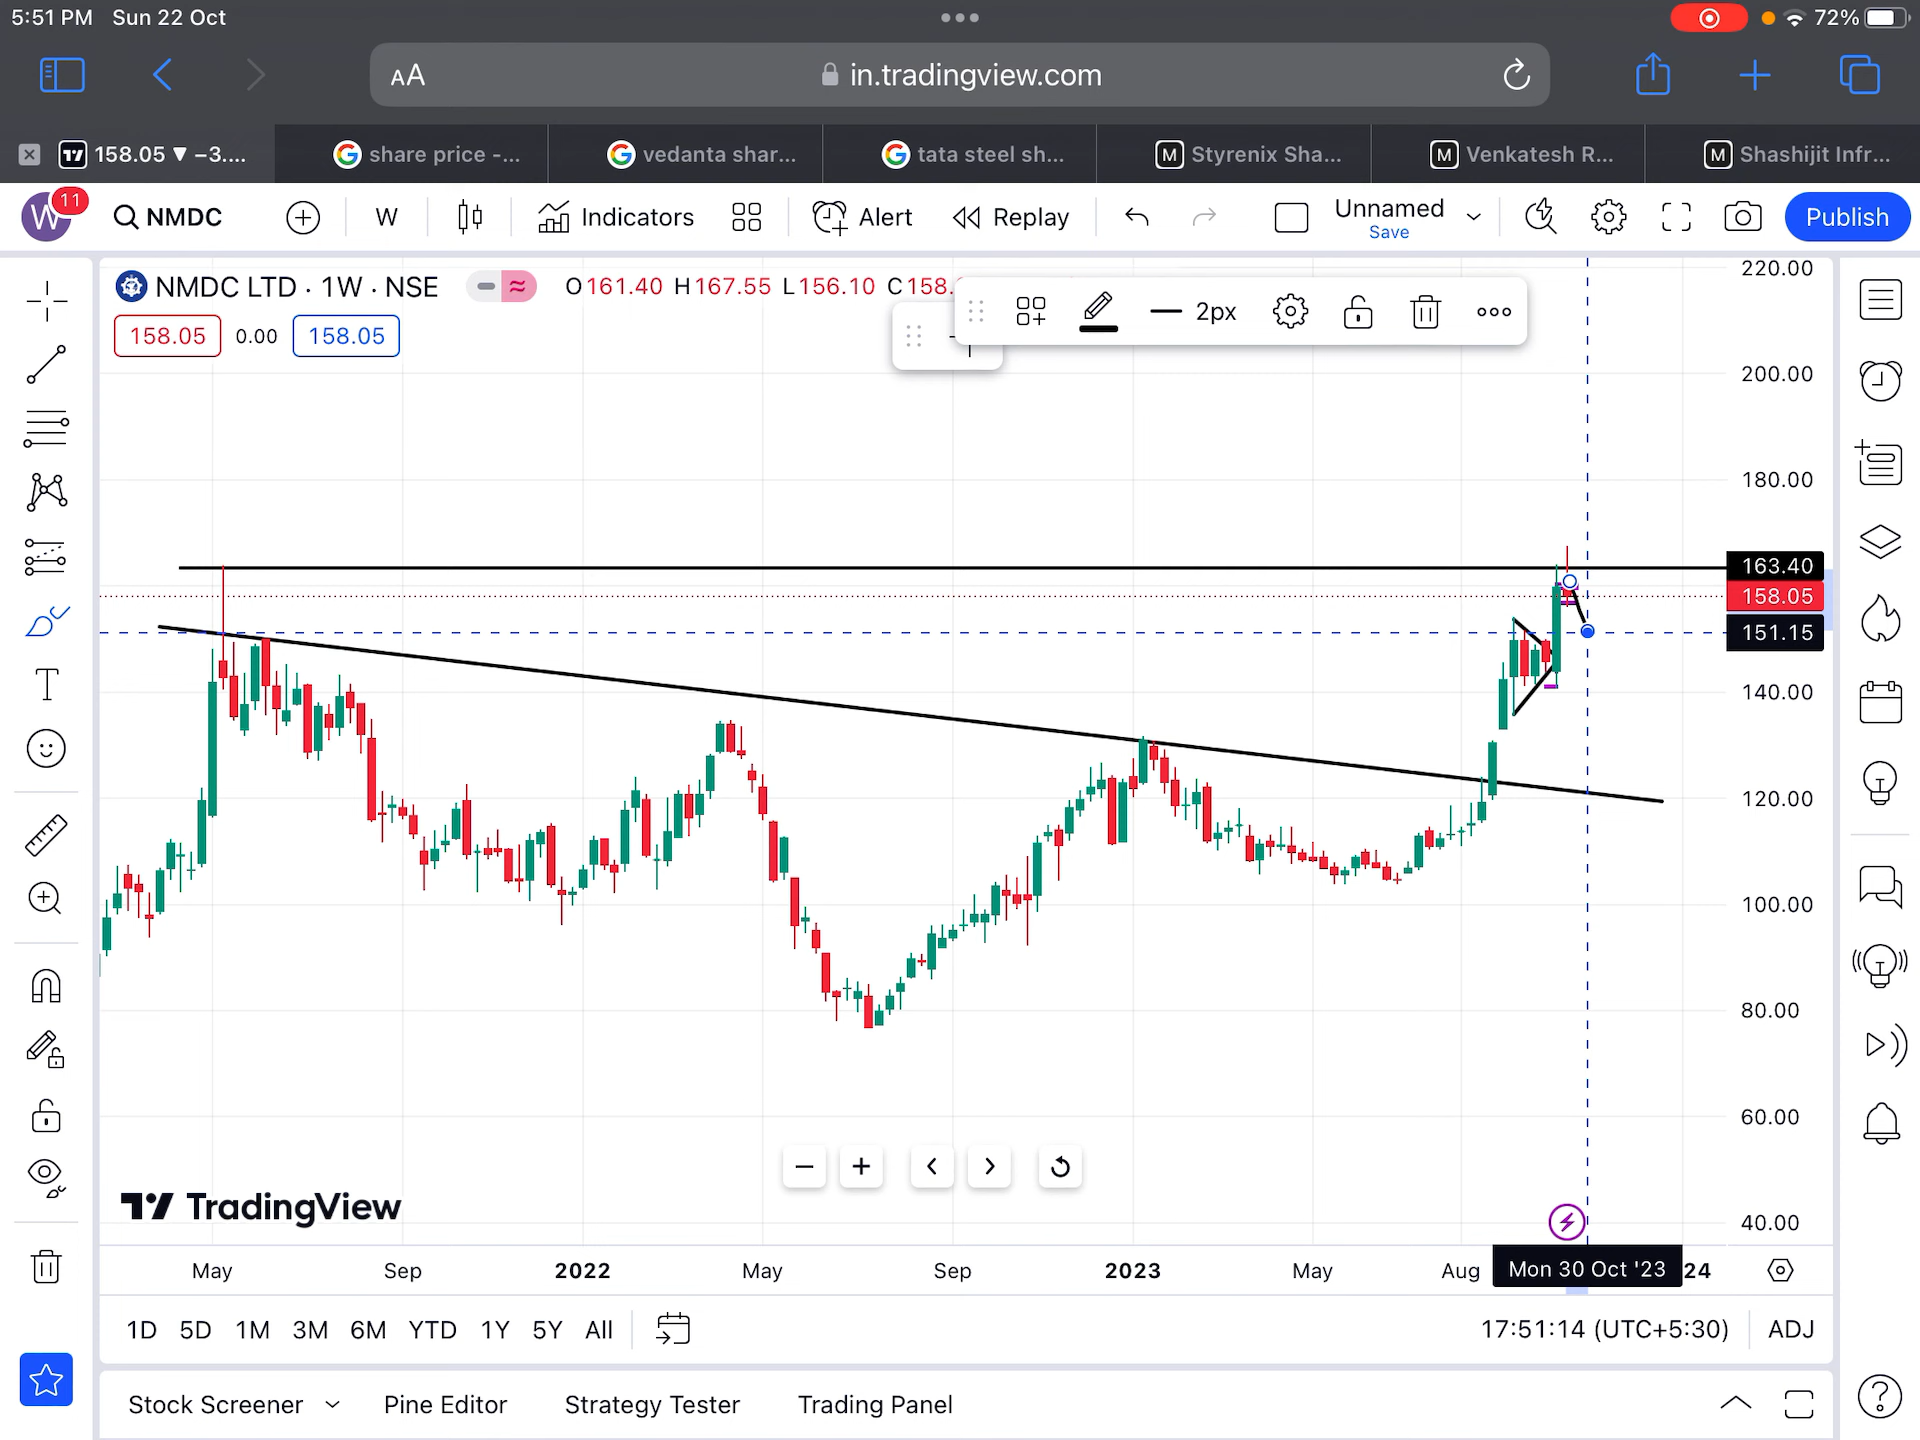 5:51 PM Sun 22 Oct
72%
AA in.tradingview.com
158.05 ▼ −3....
share price -...
vedanta shar...
tata steel sh...
M Styrenix Sha...
M Venkatesh R...
M Shashijit Infr...
W 11 NMDC W Indicators Alert Replay Unnamed Save Publish
NMDC LTD · 1W · NSE O161.40 H167.55 L156.10 C158.
2px
158.05 0.00 158.05
220.00
200.00
180.00
163.40
158.05
151.15
140.00
120.00
100.00
80.00
60.00
40.00
TradingView
May Sep 2022 May Sep 2023 May Aug Mon 30 Oct '23 24
1D 5D 1M 3M 6M YTD 1Y 5Y All 17:51:14 (UTC+5:30) ADJ
Stock Screener Pine Editor Strategy Tester Trading Panel